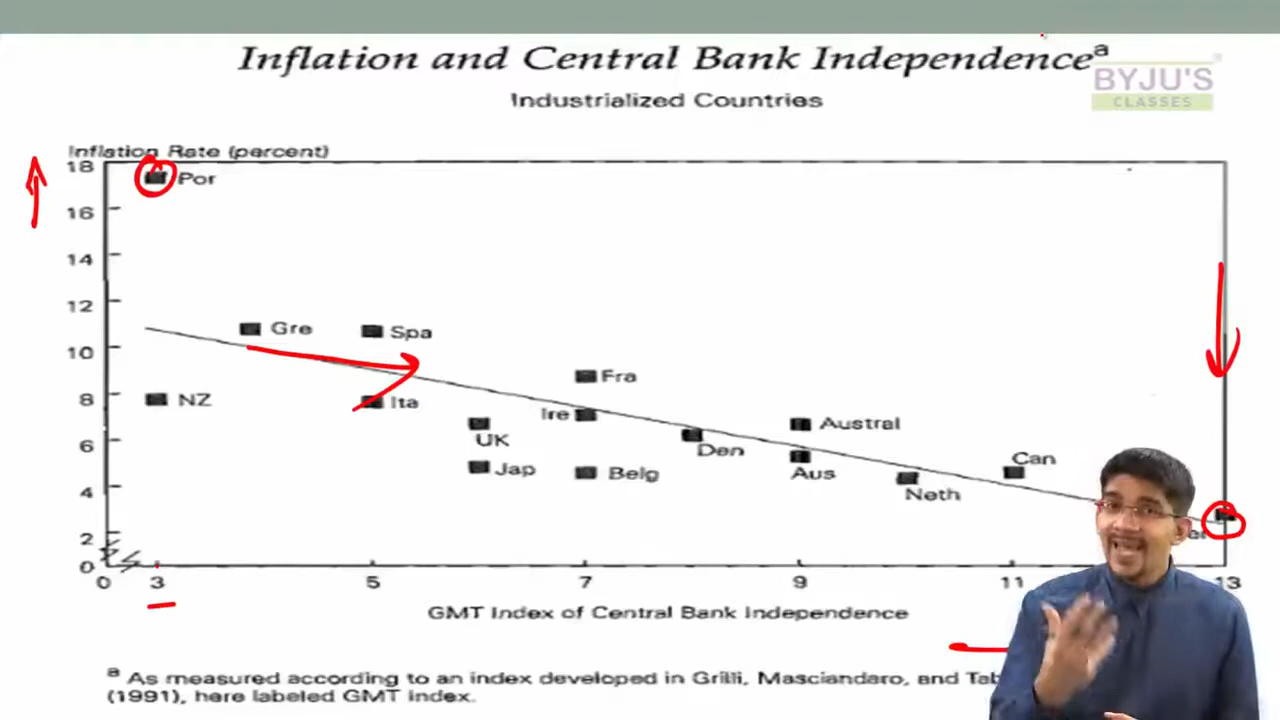 Inflation and Central Bank Independenceª
BYJU'S
CLASSES
Industrialized Countries
Inflation Rate (percent)
18
Por
16
14
12
Gre
Spa
10
Fra
8
NZ
Ita
Ire
Austral
6
UK
Den
Can
Jap
Belg
Aus
4
Neth
2
0
0 3 5 7 9 11 13
GMT Index of Central Bank Independence
ª As measured according to an index developed in Grilli, Masciandaro, and
(1991), here labeled GMT index.